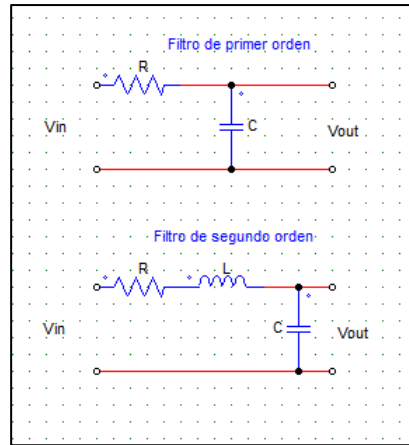 Filtro de primer orden
R
Vin
C
Vout
Filtro de segundo orden
R
L
Vin
C
Vout